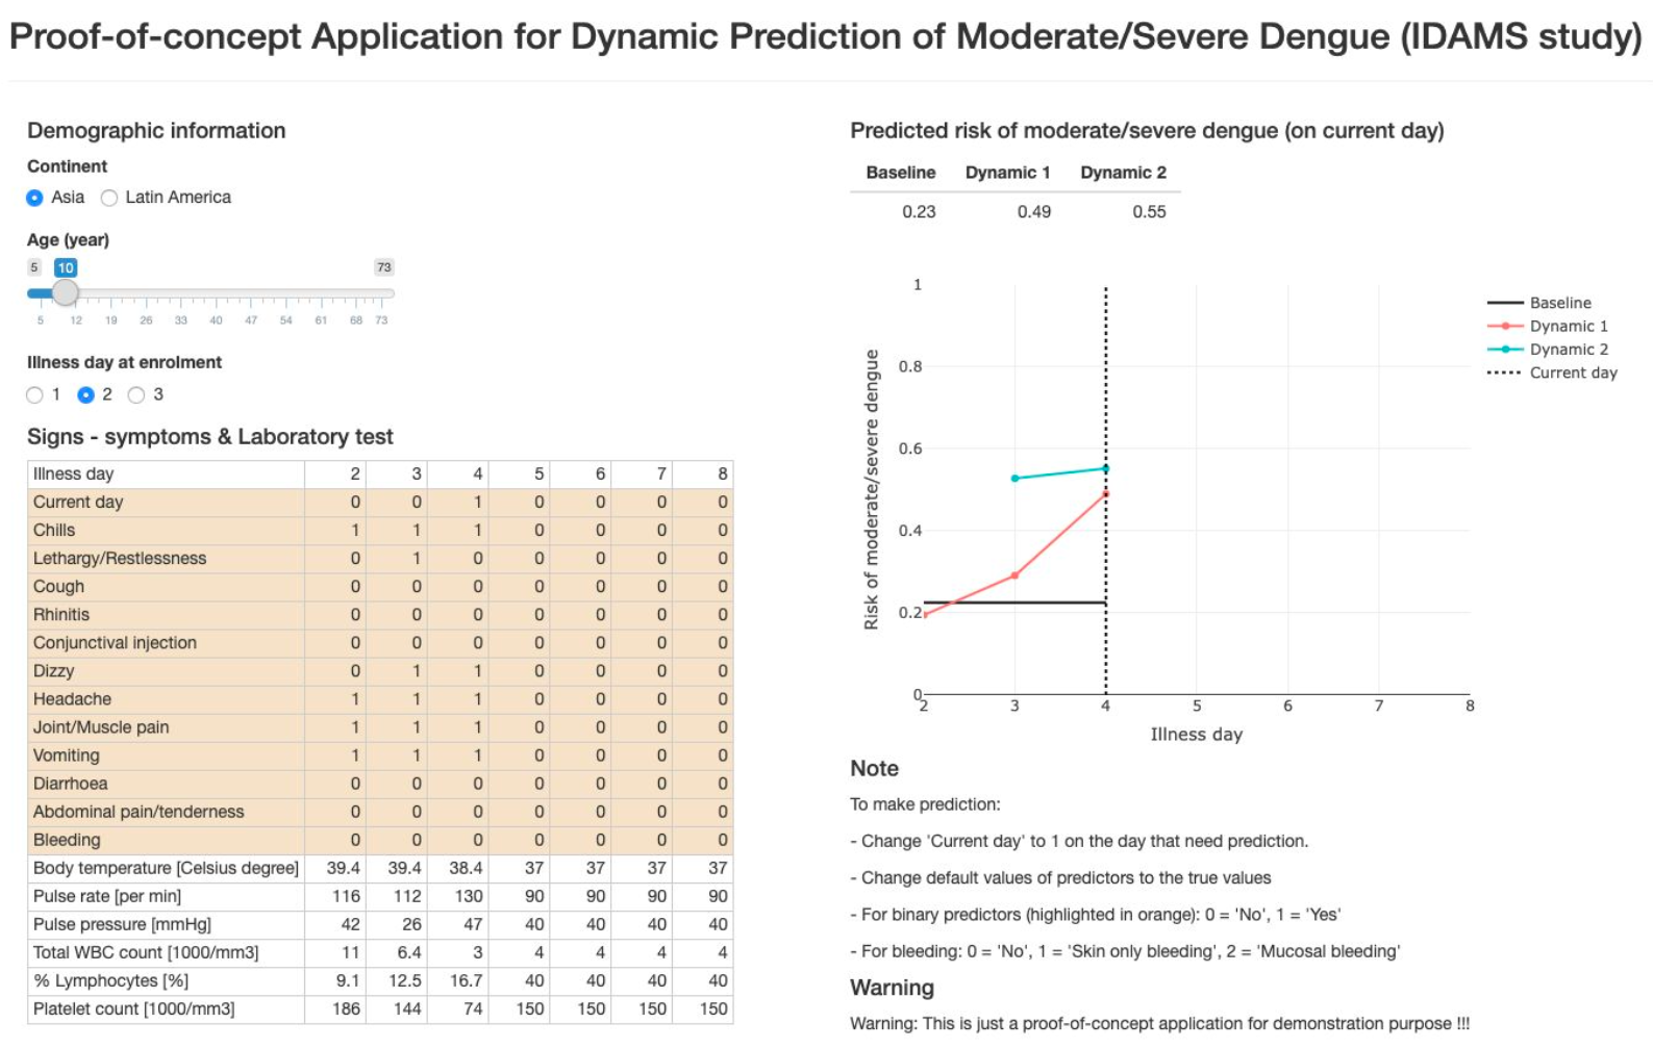 Proof-of-concept Application for Dynamic Prediction of Moderate/Severe Dengue (IDAMS study)
Demographic information
Continent
Asia Latin America
Age (year)
5 10 73
5 12 19 26 33 40 47 54 61 68 73
Illness day at enrolment
1 2 3
Signs - symptoms & Laboratory test
Illness day 2 3 4 5 6 7 8
Current day 0 0 1 0 0 0 0
Chills 1 1 1 0 0 0 0
Lethargy/Restlessness 0 1 0 0 0 0 0
Cough 0 0 0 0 0 0 0
Rhinitis 0 0 0 0 0 0 0
Conjunctival injection 0 0 0 0 0 0 0
Dizzy 0 1 1 0 0 0 0
Headache 1 1 1 0 0 0 0
Joint/Muscle pain 1 1 1 0 0 0 0
Vomiting 1 1 1 0 0 0 0
Diarrhoea 0 0 0 0 0 0 0
Abdominal pain/tenderness 0 0 0 0 0 0 0
Bleeding 0 0 0 0 0 0 0
Body temperature [Celsius degree] 39.4 39.4 38.4 37 37 37 37
Pulse rate [per min] 116 112 130 90 90 90 90
Pulse pressure [mmHg] 42 26 47 40 40 40 40
Total WBC count [1000/mm3] 11 6.4 3 4 4 4 4
% Lymphocytes [%] 9.1 12.5 16.7 40 40 40 40
Platelet count [1000/mm3] 186 144 74 150 150 150 150
Predicted risk of moderate/severe dengue (on current day)
Baseline Dynamic 1 Dynamic 2
0.23 0.49 0.55
Risk of moderate/severe dengue
1
0.8
0.6
0.4
0.2
0
2 3 4 5 6 7 8
Illness day
Baseline
Dynamic 1
Dynamic 2
Current day
Note
To make prediction:
- Change 'Current day' to 1 on the day that need prediction.
- Change default values of predictors to the true values
- For binary predictors (highlighted in orange): 0 = 'No', 1 = 'Yes'
- For bleeding: 0 = 'No', 1 = 'Skin only bleeding', 2 = 'Mucosal bleeding'
Warning
Warning: This is just a proof-of-concept application for demonstration purpose !!!